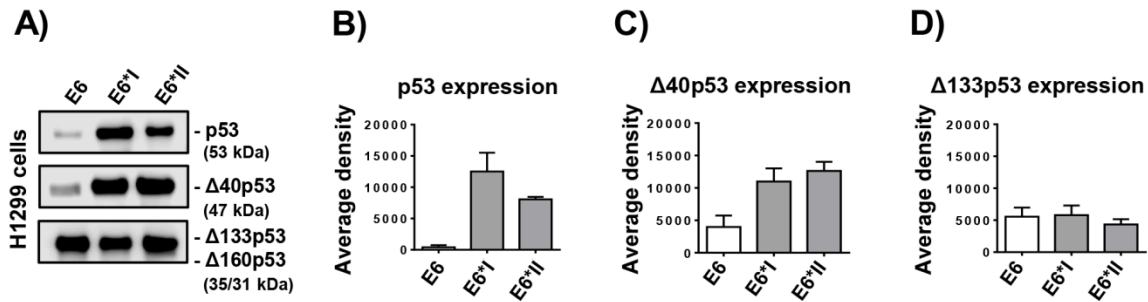 A)
H1299 cells
E6
E6*I
E6*II
- p53
(53 kDa)
- Δ40p53
(47 kDa)
- Δ133p53
- Δ160p53
(35/31 kDa)
B)
p53 expression
Average density
20000
15000
10000
5000
0
E6
E6*I
E6*II
C)
Δ40p53 expression
Average density
20000
15000
10000
5000
0
E6
E6*I
E6*II
D)
Δ133p53 expression
Average density
20000
15000
10000
5000
0
E6
E6*I
E6*II